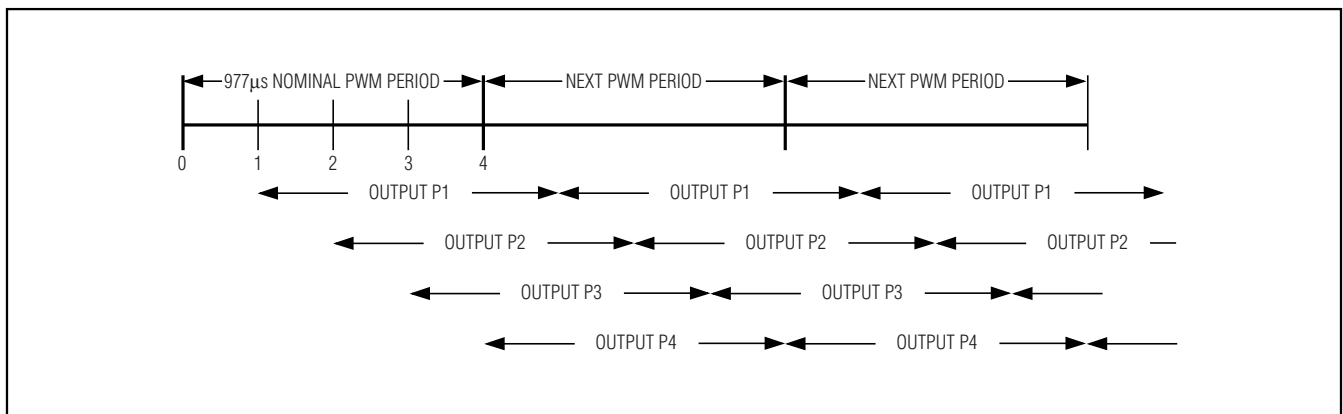 977μs NOMINAL PWM PERIOD NEXT PWM PERIOD NEXT PWM PERIOD
0 1 2 3 4
OUTPUT P1 OUTPUT P1 OUTPUT P1
OUTPUT P2 OUTPUT P2 OUTPUT P2
OUTPUT P3 OUTPUT P3
OUTPUT P4 OUTPUT P4